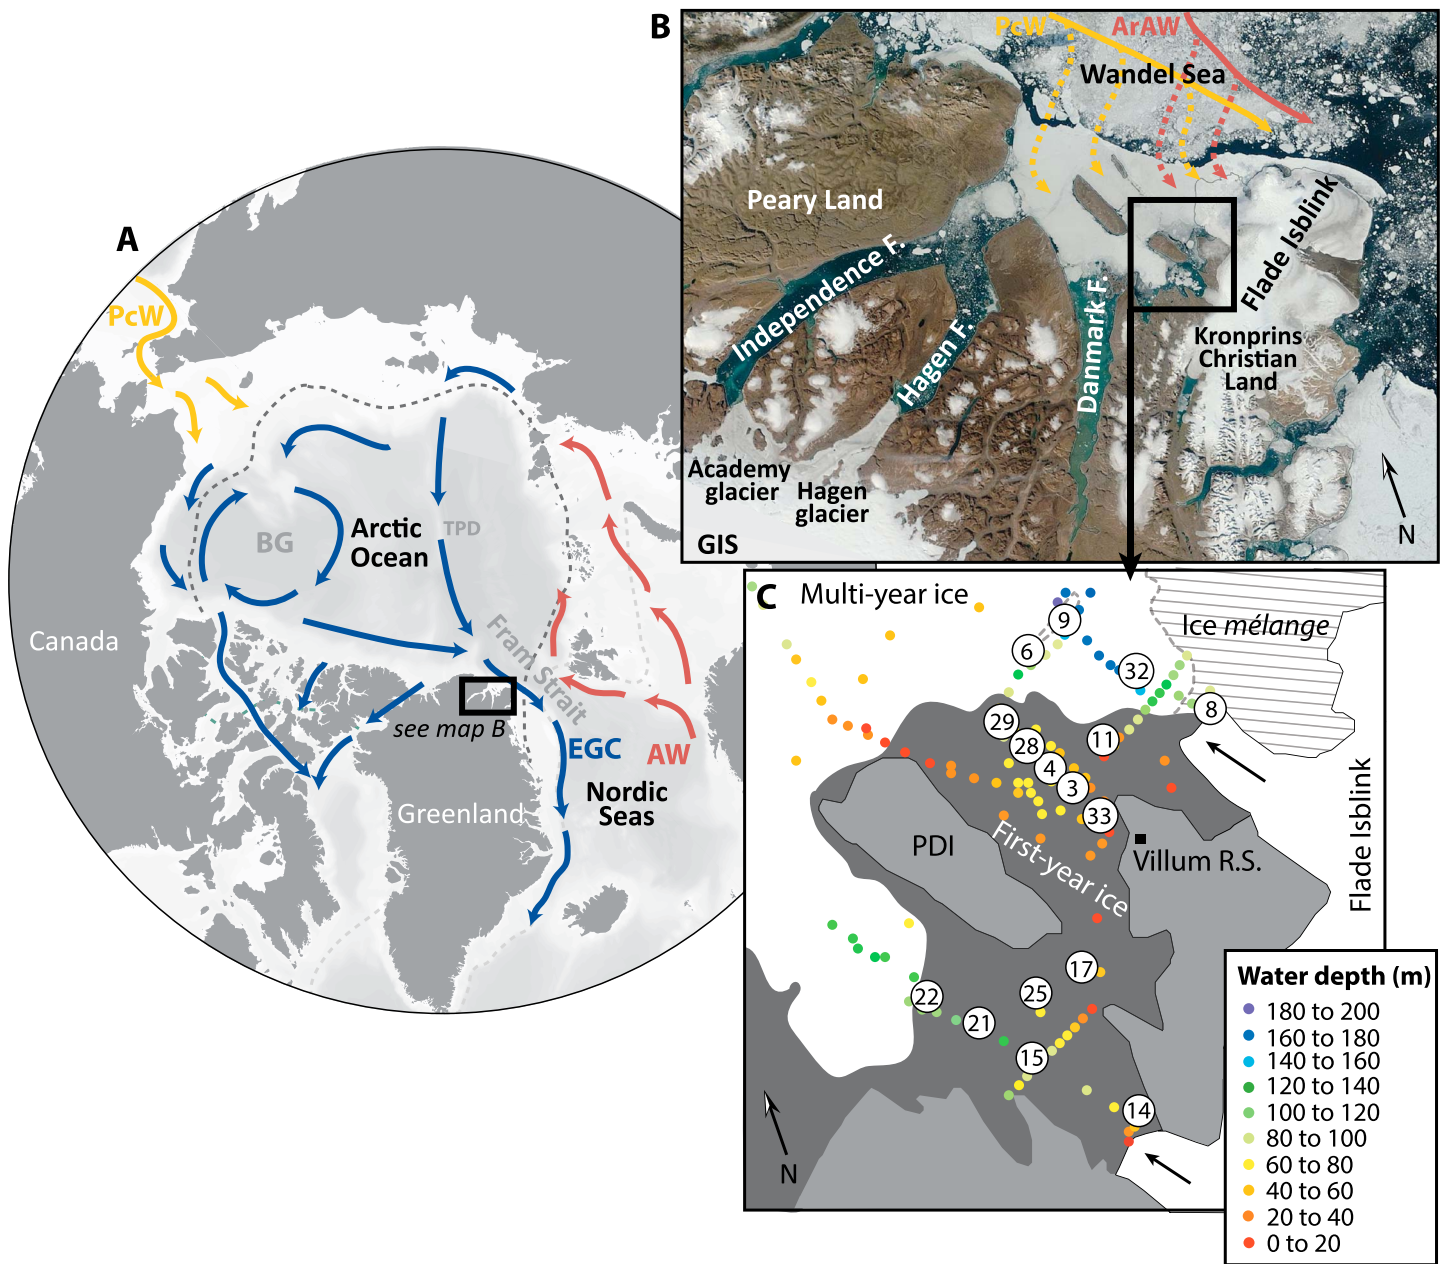 A
PcW
BG
Arctic
Ocean
TPD
Canada
Fram Strait
see map B
EGC
AW
Nordic
Seas
Greenland
B
PcW
ArAW
Wandel Sea
Peary Land
Independence F.
Hagen F.
Danmark F.
Flade Isblink
Kronprins
Christian
Land
Academy
glacier
Hagen
glacier
GIS
N
C
Multi-year ice
Ice mélange
9
6
32
8
29
28
11
4
3
33
PDI
First-year ice
Villum R.S.
Flade Isblink
17
22
25
21
15
14
N
Water depth (m)
180 to 200
160 to 180
140 to 160
120 to 140
100 to 120
80 to 100
60 to 80
40 to 60
20 to 40
0 to 20